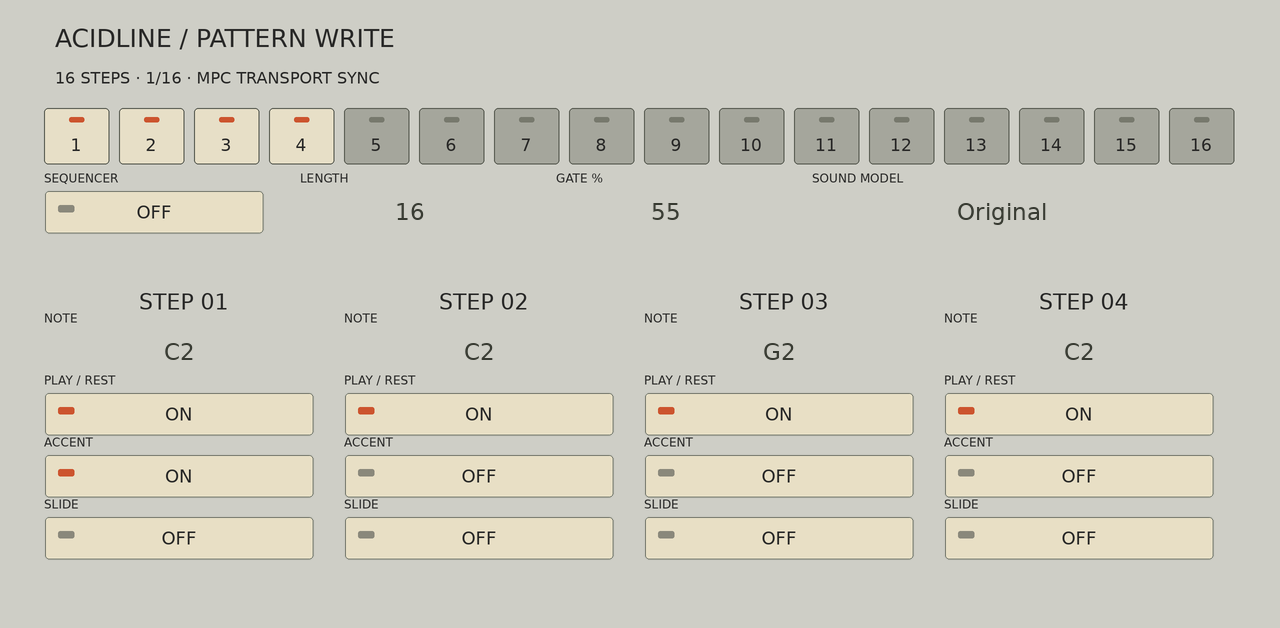 ACIDLINE / PATTERN WRITE
16 STEPS · 1/16 · MPC TRANSPORT SYNC
1 2 3 4 5 6 7 8 9 10 11 12 13 14 15 16
SEQUENCER LENGTH GATE % SOUND MODEL
OFF 16 55 Original
STEP 01 STEP 02 STEP 03 STEP 04
NOTE NOTE NOTE NOTE
C2 C2 G2 C2
PLAY / REST PLAY / REST PLAY / REST PLAY / REST
ON ON ON ON
ACCENT ACCENT ACCENT ACCENT
ON OFF OFF OFF
SLIDE SLIDE SLIDE SLIDE
OFF OFF OFF OFF